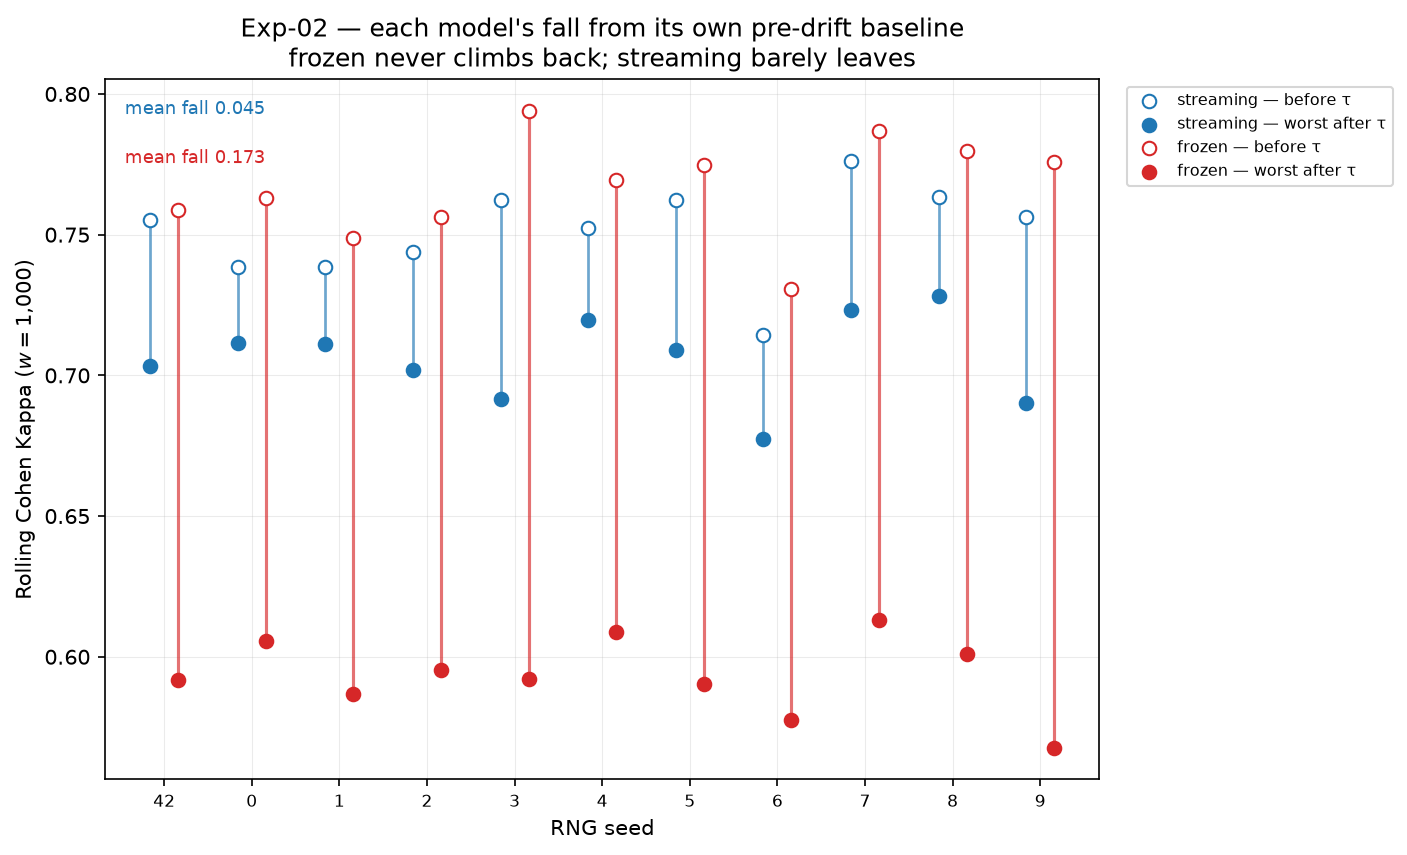 Exp-02 — each model's fall from its own pre-drift baseline
frozen never climbs back; streaming barely leaves
mean fall 0.045
mean fall 0.173
streaming — before τ
streaming — worst after τ
frozen — before τ
frozen — worst after τ
Rolling Cohen Kappa (w = 1,000)
0.80
0.75
0.70
0.65
0.60
42 0 1 2 3 4 5 6 7 8 9
RNG seed